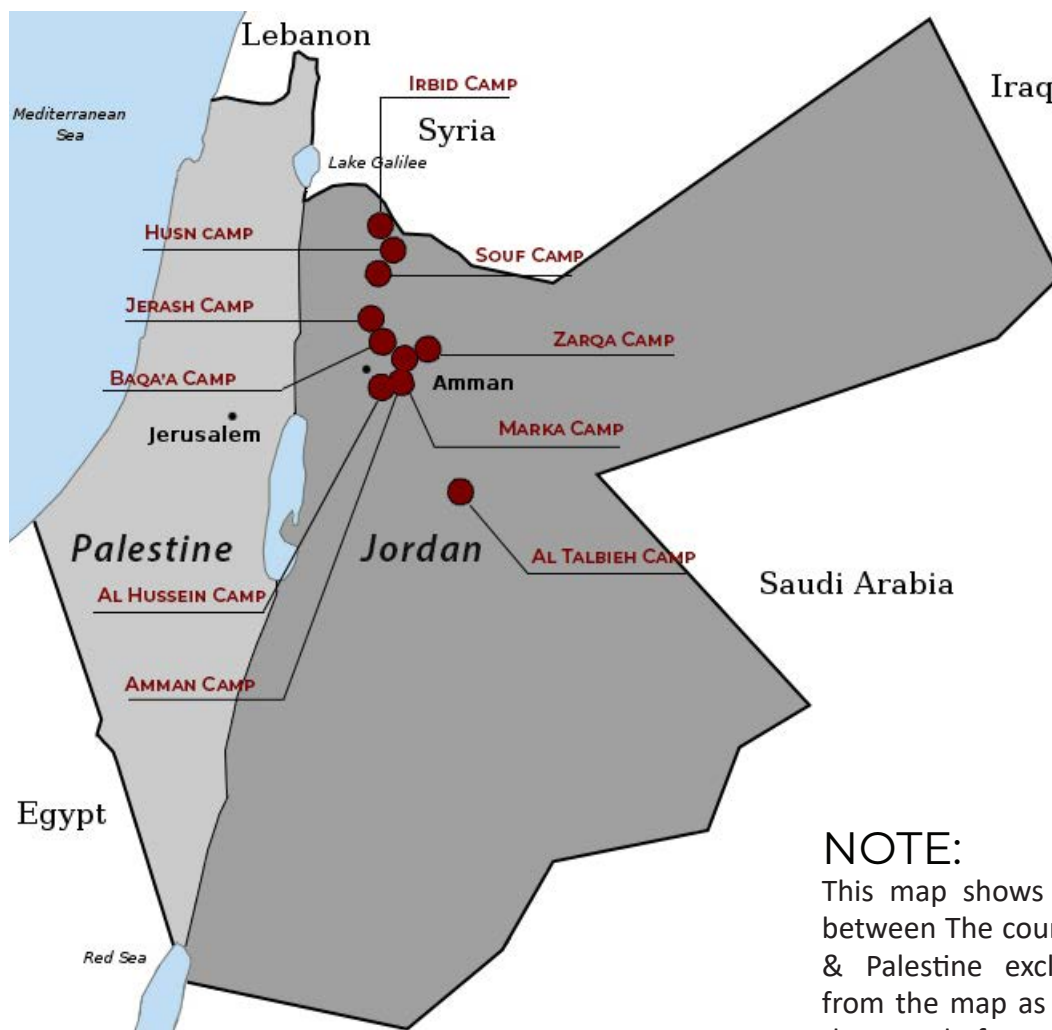 Lebanon
IRBID CAMP
Iraq
Mediterranean
Sea
Syria
Lake Galilee
HUSN CAMP
SOUF CAMP
JERASH CAMP
ZARQA CAMP
BAQA'A CAMP
Amman
MARKA CAMP
Jerusalem
Palestine
Jordan
AL TALBIEH CAMP
Saudi Arabia
AL HUSSEIN CAMP
AMMAN CAMP
Egypt
Red Sea
NOTE:
This map shows
between The cour
& Palestine excl
from the map as